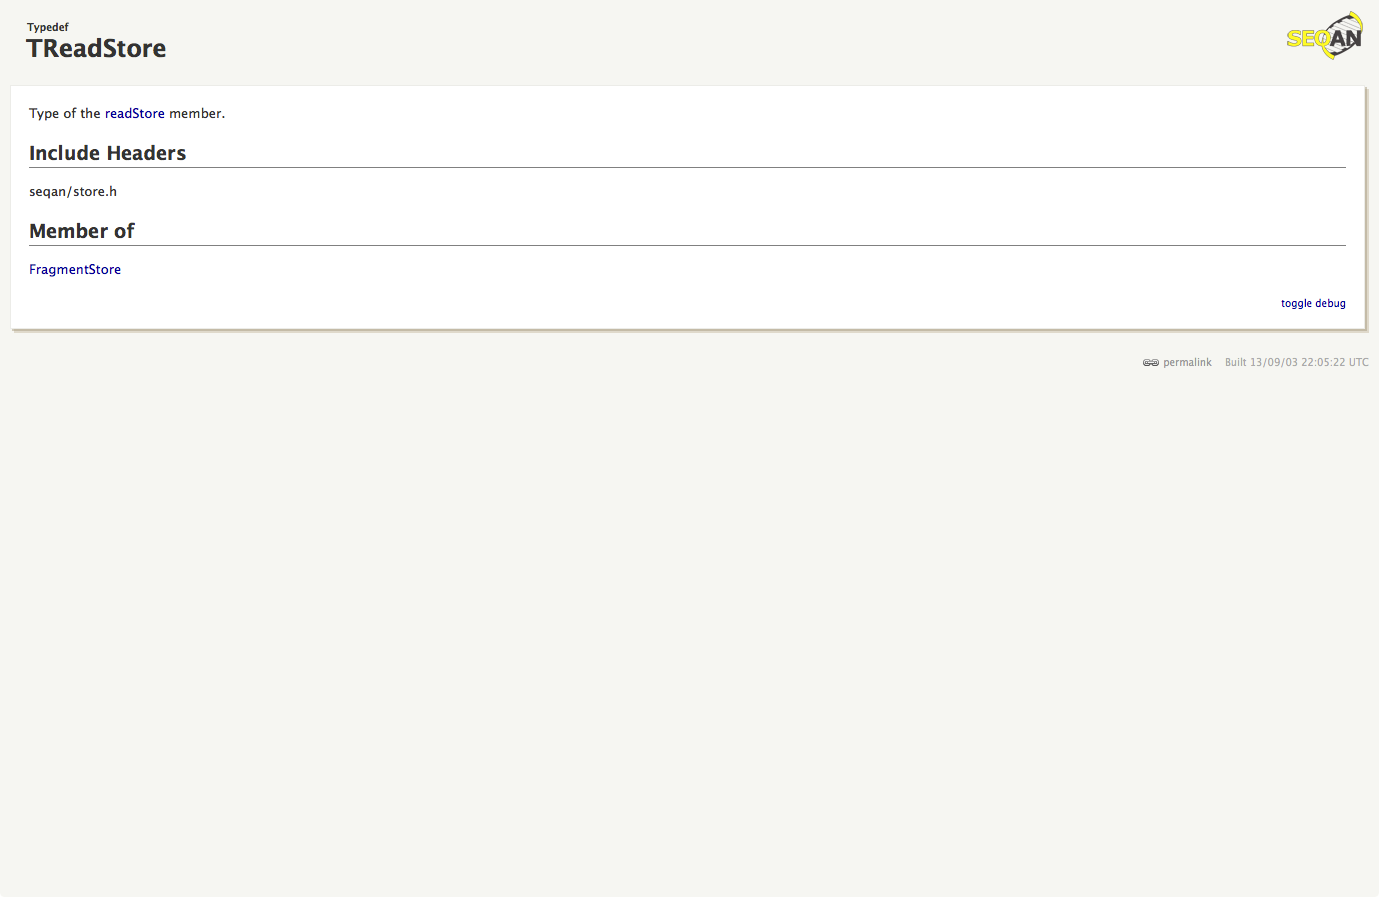 Typedef
TReadStore
SEQAN
Type of the readStore member.
Include Headers
seqan/store.h
Member of
FragmentStore
toggle debug
permalink Built 13/09/03 22:05:22 UTC